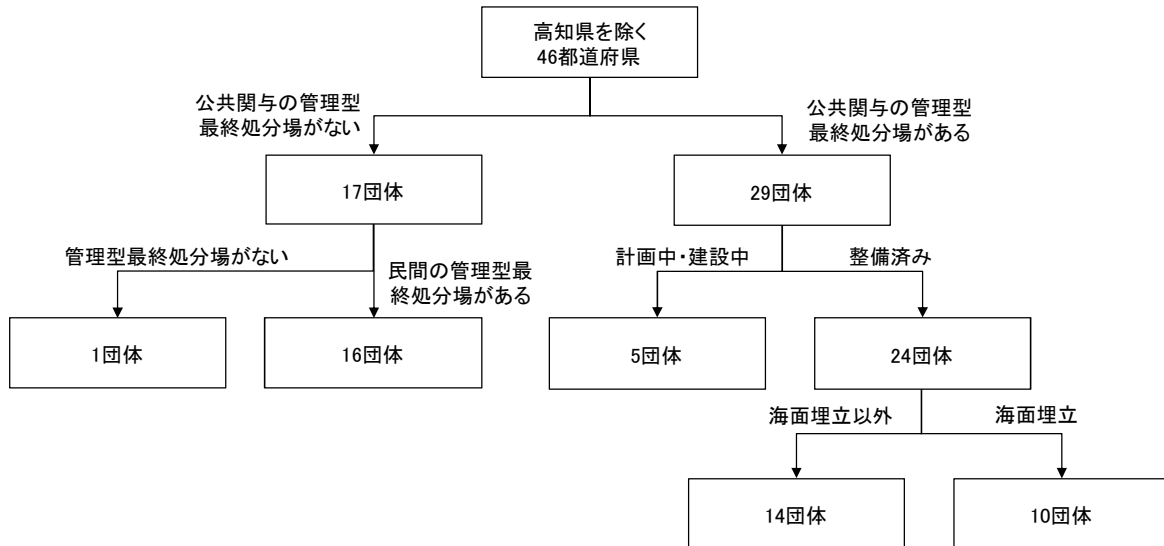 高知県を除く
46都道府県
公共関与の管理型
最終処分場がない
公共関与の管理型
最終処分場がある
17団体
29団体
管理型最終処分場がない
民間の管理型最
終処分場がある
計画中・建設中
整備済み
1団体
16団体
5団体
24団体
海面埋立以外
海面埋立
14団体
10団体